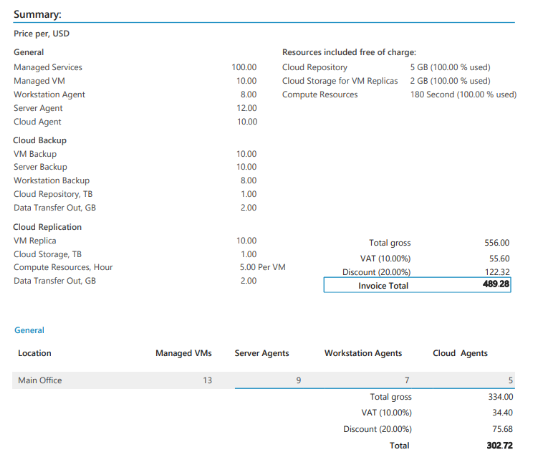 Summary:
Price per, USD
General
Managed Services 100.00
Managed VM 10.00
Workstation Agent 8.00
Server Agent 12.00
Cloud Agent 10.00
Resources included free of charge:
Cloud Repository 5 GB (100.00 % used)
Cloud Storage for VM Replicas 2 GB (100.00 % used)
Compute Resources 180 Second (100.00 % used)
Cloud Backup
VM Backup 10.00
Server Backup 10.00
Workstation Backup 8.00
Cloud Repository, TB 1.00
Data Transfer Out, GB 2.00
Cloud Replication
VM Replica 10.00
Cloud Storage, TB 1.00
Compute Resources, Hour 5.00 Per VM
Data Transfer Out, GB 2.00
Total gross 556.00
VAT (10.00%) 55.60
Discount (20.00%) 122.32
Invoice Total 489.28
General
Location Managed VMs Server Agents Workstation Agents Cloud Agents
Main Office 13 9 7 5
Total gross 334.00
VAT (10.00%) 34.40
Discount (20.00%) 75.68
Total 302.72